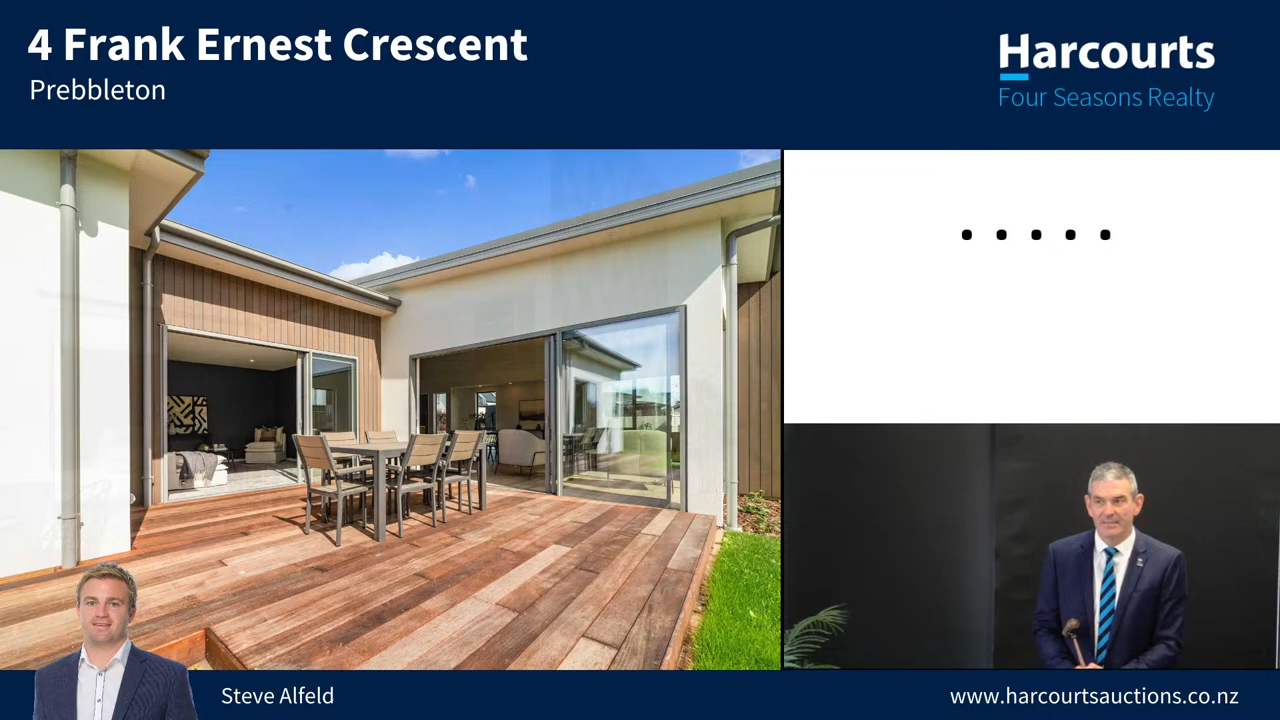 4 Frank Ernest Crescent
Prebbleton
Harcourts
Four Seasons Realty
.....
Steve Alfeld
www.harcourtsauctions.co.nz